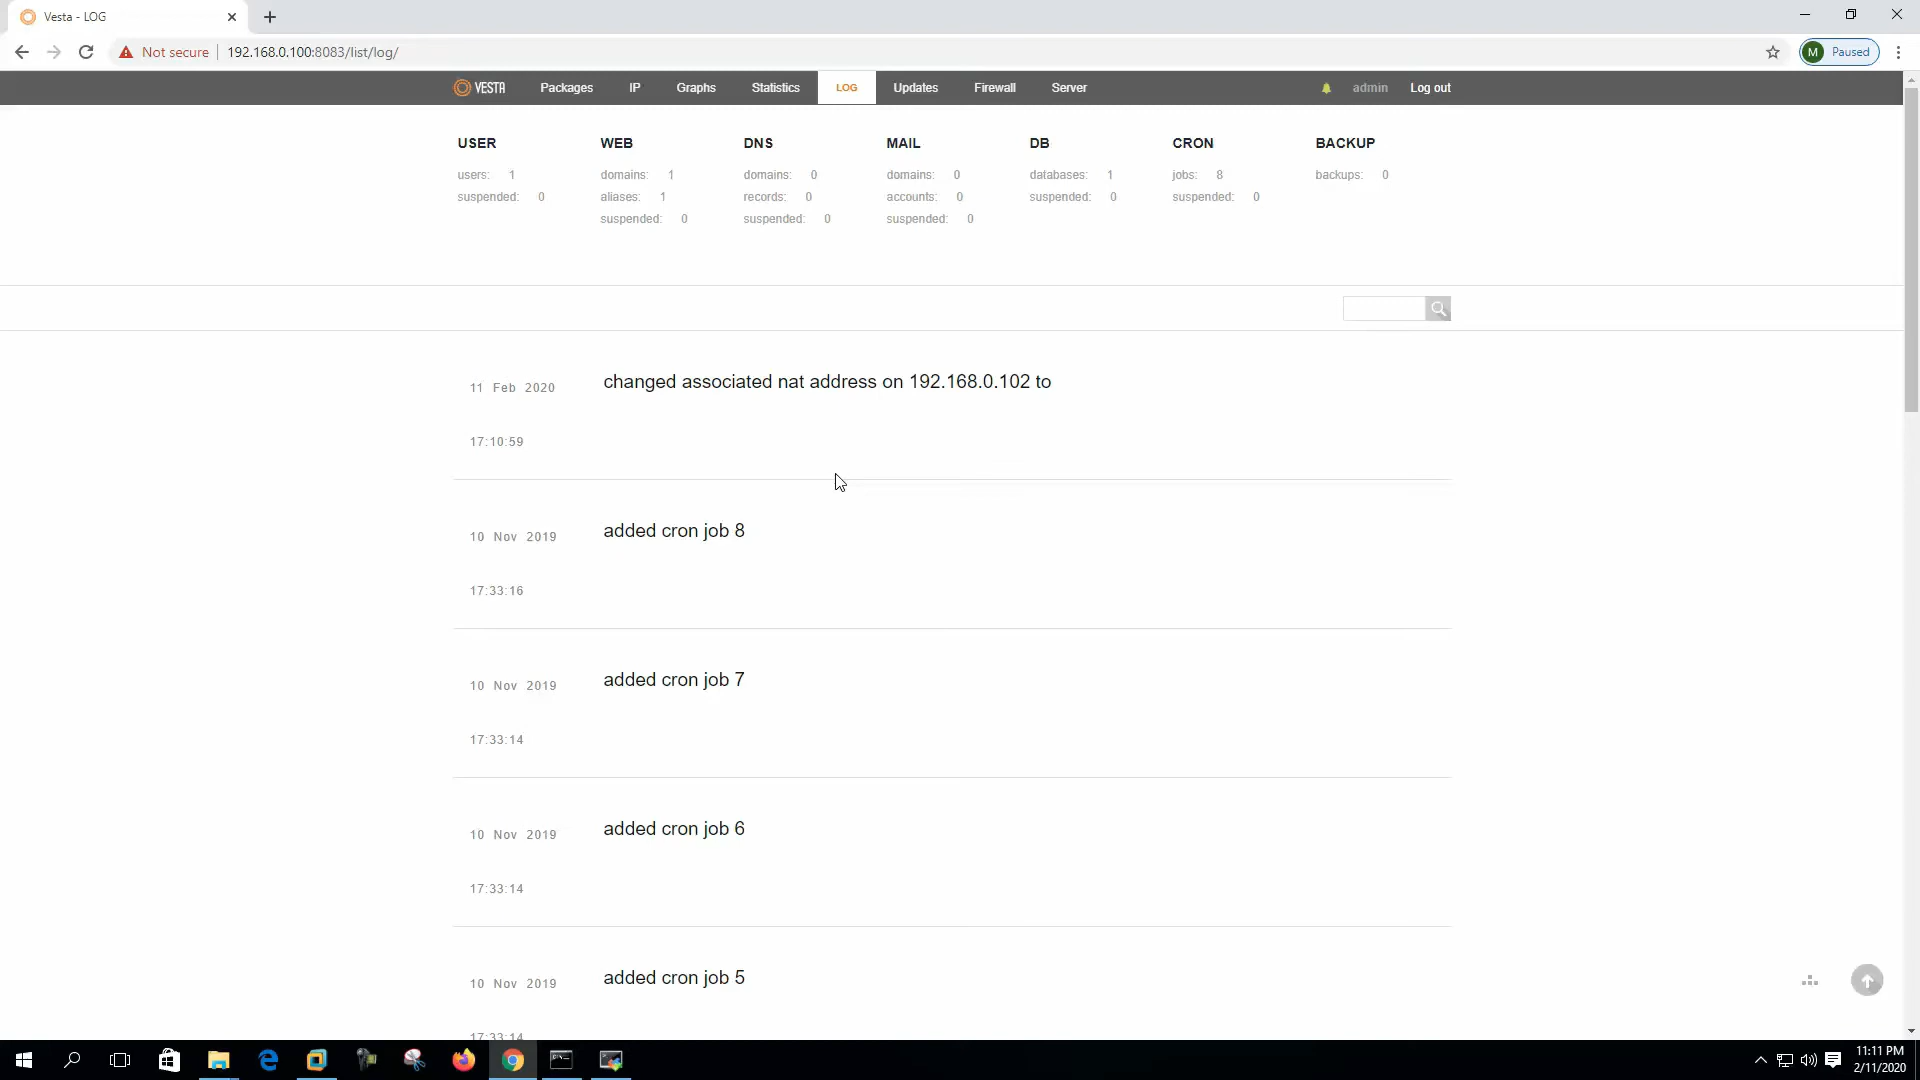 Vesta - LOG
Not secure 192.168.0.100:8083/list/log/ M Paused
VESTA Packages IP Graphs Statistics LOG Updates Firewall Server admin Log out
USER WEB DNS MAIL DB CRON BACKUP
users: 1 domains: 1 domains: 0 domains: 0 databases: 1 jobs: 8 backups: 0
suspended: 0 aliases: 1 records: 0 accounts: 0 suspended: 0 suspended: 0
suspended: 0 suspended: 0 suspended: 0
11 Feb 2020 changed associated nat address on 192.168.0.102 to
17:10:59
10 Nov 2019 added cron job 8
17:33:16
10 Nov 2019 added cron job 7
17:33:14
10 Nov 2019 added cron job 6
17:33:14
10 Nov 2019 added cron job 5
17:33:14
11:11 PM
2/11/2020